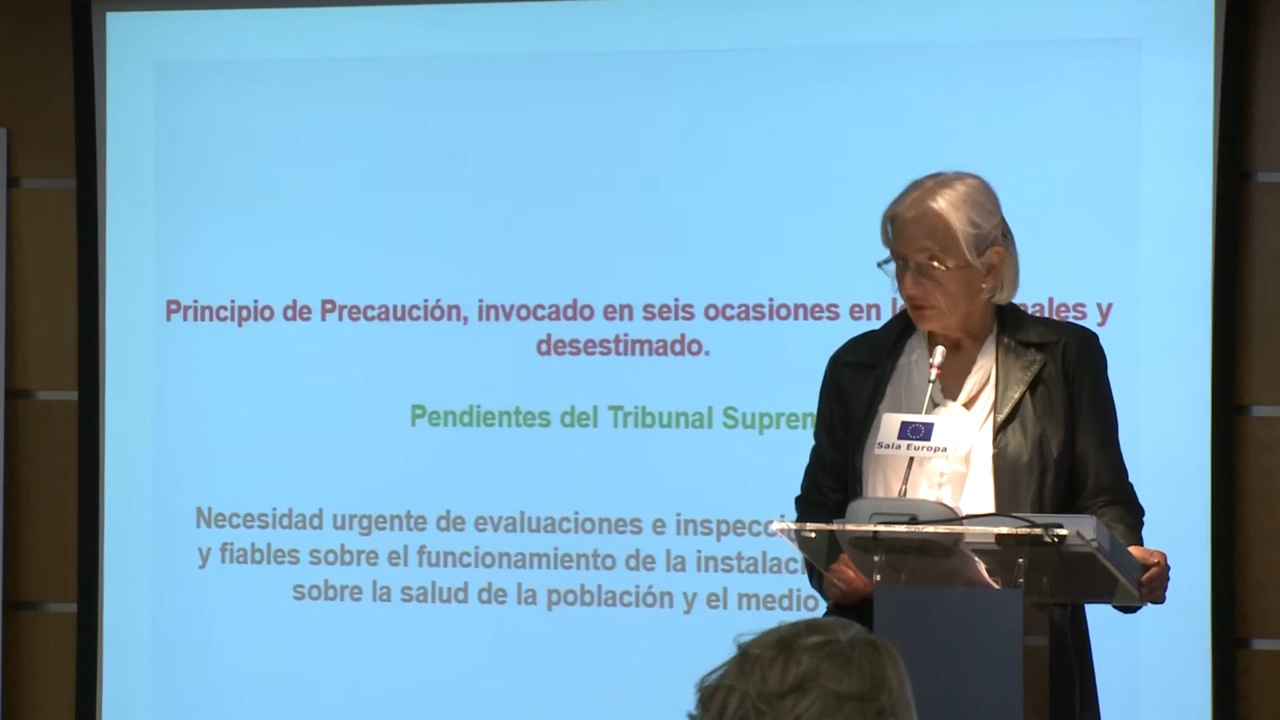 Principio de Precaución, invocado en seis ocasiones en y
desestimado.
Pendientes del Tribunal
Necesidad urgente de evaluaciones e
y fiables sobre el funcionamiento de la
sobre la salud de la población y el medio
Sala Europa